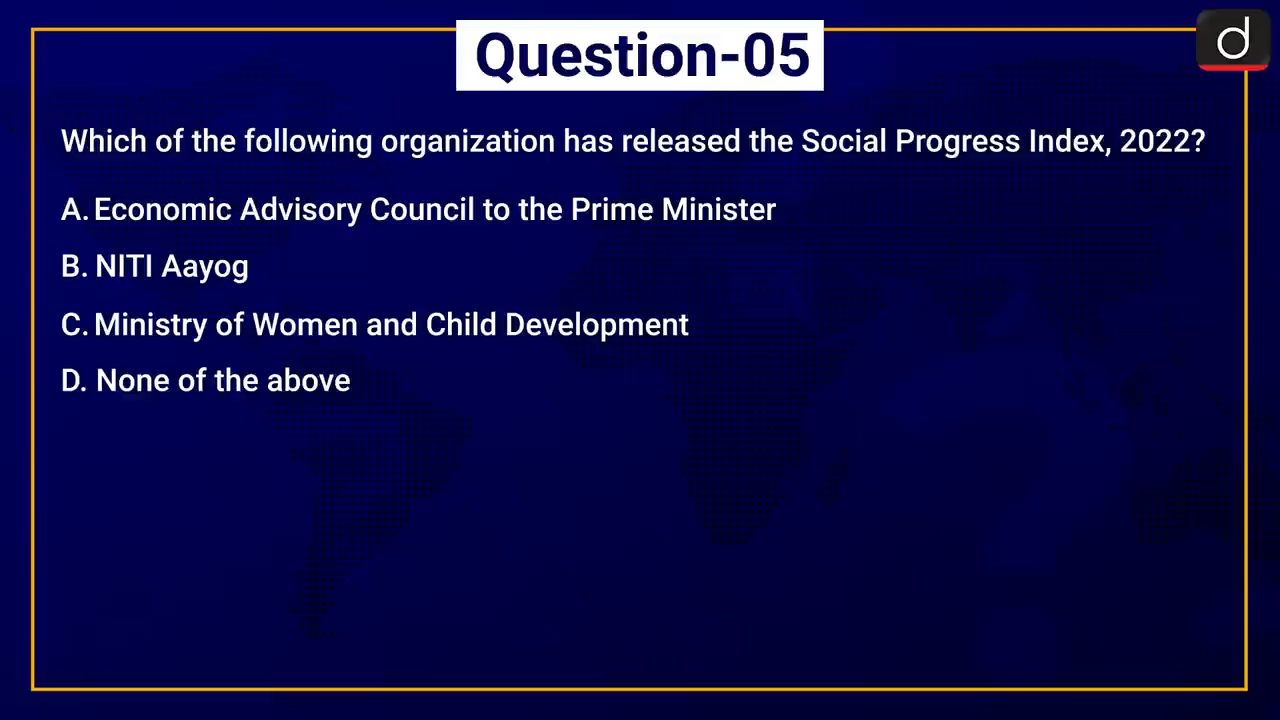 Question-05
d
Which of the following organization has released the Social Progress Index, 2022?
A. Economic Advisory Council to the Prime Minister
B. NITI Aayog
C. Ministry of Women and Child Development
D. None of the above